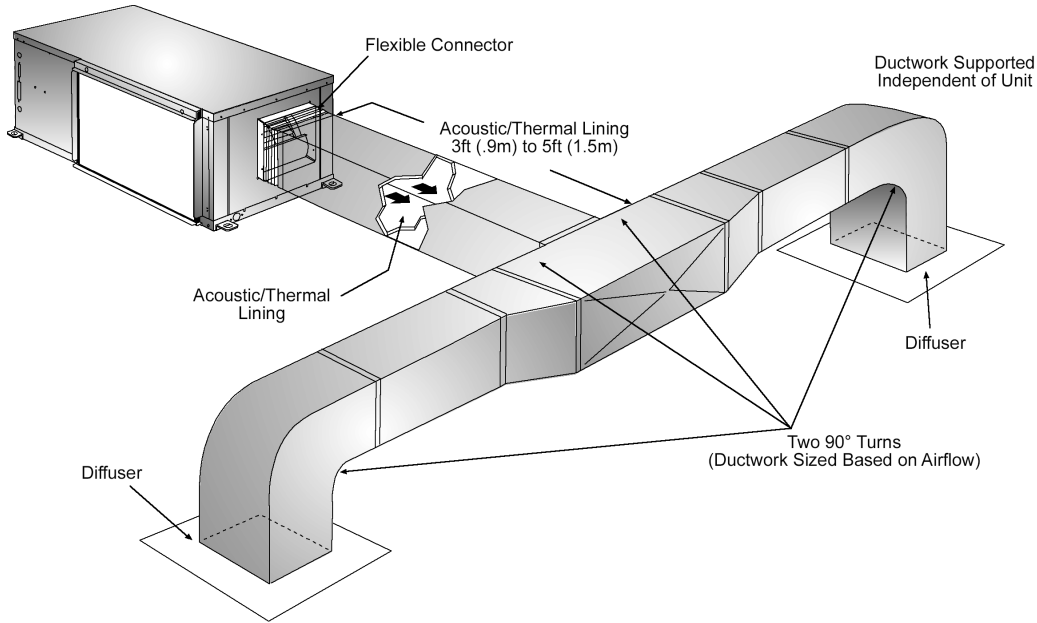 Flexible Connector
Ductwork Supported
Independent of Unit
Acoustic/Thermal Lining
3ft (.9m) to 5ft (1.5m)
Acoustic/Thermal
Lining
Diffuser
Two 90° Turns
(Ductwork Sized Based on Airflow)
Diffuser